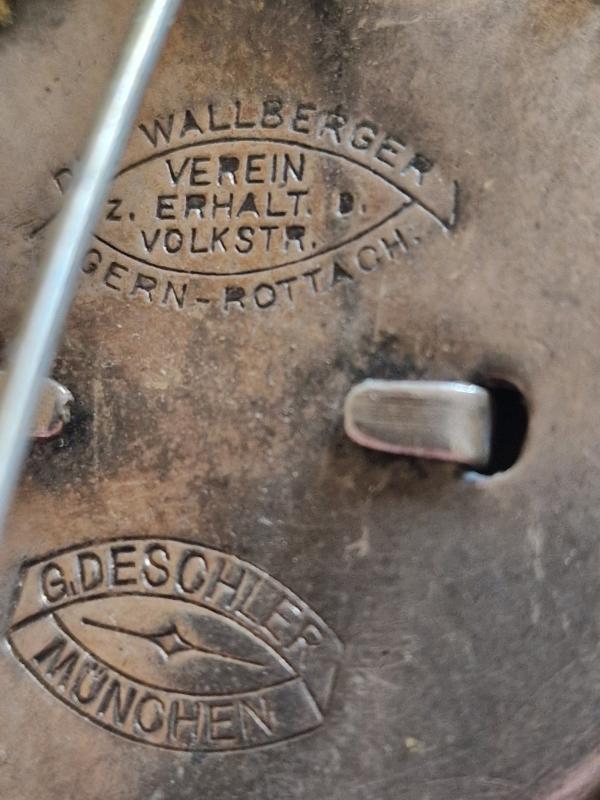 WALLBERGER
VEREIN
z. ERHALT. D.
VOLKSTR.
GERN-ROTTACH.
G. DESCHLER
MÜNCHEN